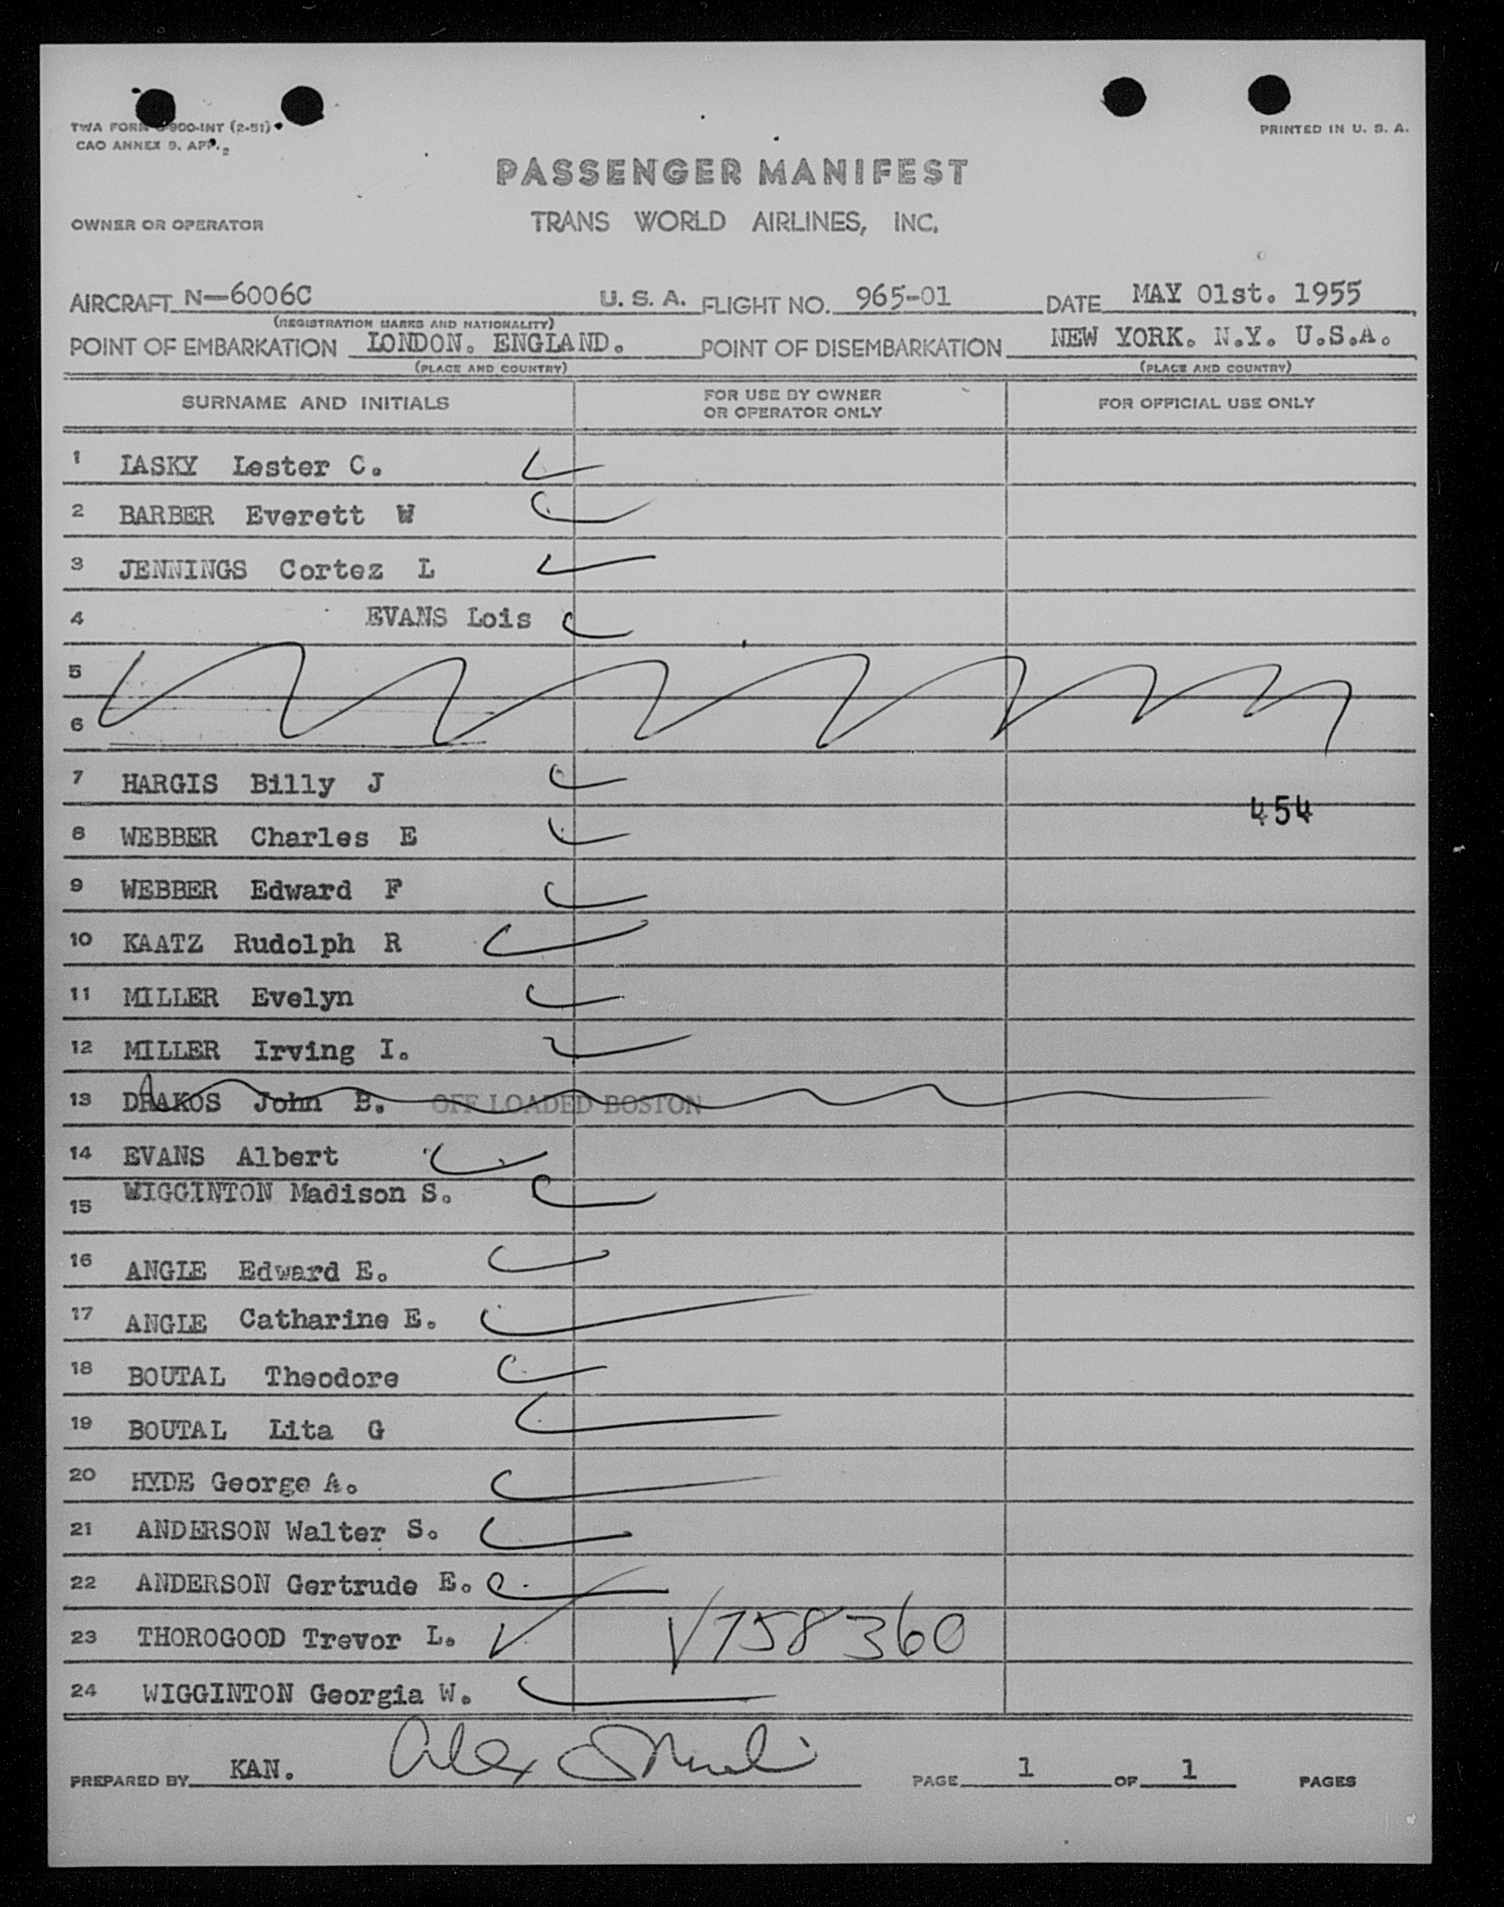 TWA FORM -900-INT (2-51)
CAO ANNEX 9. APP. 2
PRINTED IN U. S. A.
PASSENGER MANIFEST
OWNER OR OPERATOR TRANS WORLD AIRLINES, INC.
AIRCRAFT N-6006C U. S. A. FLIGHT NO. 965-01 DATE MAY 01st. 1955
(REGISTRATION MARKS AND NATIONALITY)
POINT OF EMBARKATION LONDON. ENGLAND. POINT OF DISEMBARKATION NEW YORK. N.Y. U.S.A.
(PLACE AND COUNTRY) (PLACE AND COUNTRY)
SURNAME AND INITIALS FOR USE BY OWNER OR OPERATOR ONLY FOR OFFICIAL USE ONLY
1 LASKY Lester C.
2 BARBER Everett W
3 JENNINGS Cortez L
4 EVANS Lois
5
6
7 HARGIS Billy J
454
8 WEBBER Charles E
9 WEBBER Edward F
10 KAATZ Rudolph R
11 MILLER Evelyn
12 MILLER Irving I.
13 DRAKOS John B. OFF LOADED BOSTON
14 EVANS Albert
15 WIGGINTON Madison S.
16 ANGLE Edward E.
17 ANGLE Catharine E.
18 BOUTAL Theodore
19 BOUTAL Lita G
20 HYDE George A.
21 ANDERSON Walter S.
22 ANDERSON Gertrude E.
23 THOROGOOD Trevor L. V758360
24 WIGGINTON Georgia W.
PREPARED BY KAN. Alex PAGE 1 OF 1 PAGES